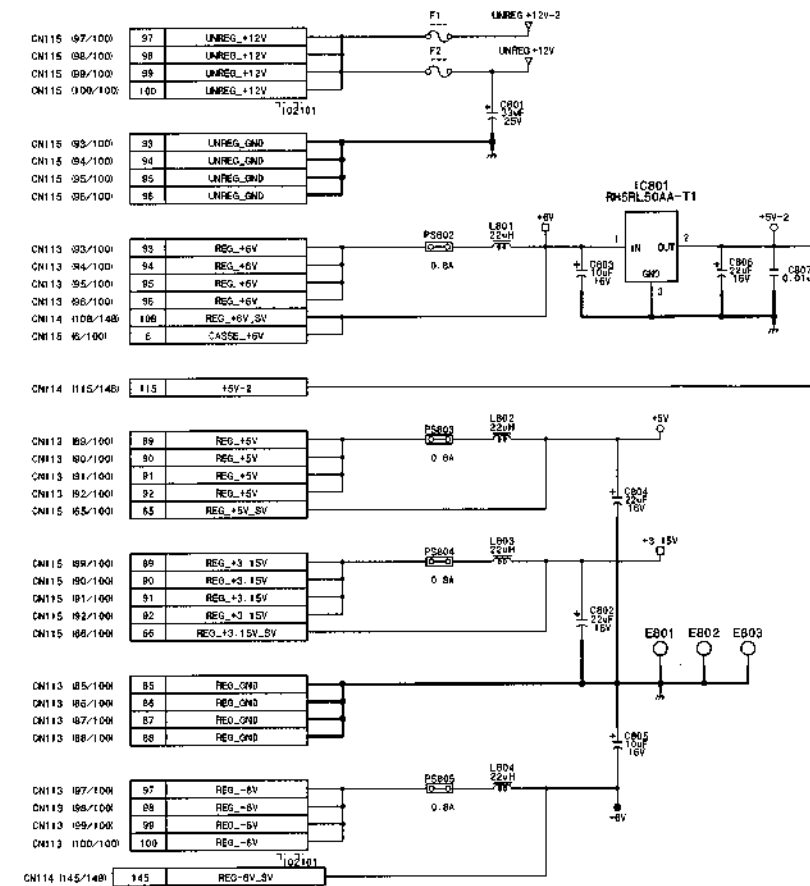 F1
UNREG +12V-2
CN115 (97/100) 97 UNREG_+12V
CN115 (98/100) 98 UNREG_+12V
F2
UNREG +12V
CN115 (99/100) 99 UNREG_+12V
CN115 (100/100) 100 UNREG_+12V
102101
C801
33uF
25V
CN115 (93/100) 93 UNREG_GND
CN115 (94/100) 94 UNREG_GND
CN115 (95/100) 95 UNREG_GND
CN115 (96/100) 96 UNREG_GND
IC801
RH5RL50AA-T1
1 IN OUT 2
GND
3
+6V
+5V-2
PS802
0.8A
L801
22uH
C803
10uF
16V
C806
22uF
16V
C807
0.01u
CN113 (93/100) 93 REG_+6V
CN113 (94/100) 94 REG_+6V
CN113 (95/100) 95 REG_+6V
CN113 (96/100) 96 REG_+6V
CN114 (108/148) 108 REG_+6V_SV
CN115 (6/100) 6 CASSE_+6V
CN114 (115/148) 115 +5V-2
PS803
0.8A
L802
22uH
+5V
CN113 (89/100) 89 REG_+5V
CN113 (90/100) 90 REG_+5V
CN113 (91/100) 91 REG_+5V
CN113 (92/100) 92 REG_+5V
CN115 (65/100) 65 REG_+5V_SV
C804
22uF
16V
PS804
L803
22uH
+3.15V
CN115 (89/100) 89 REG_+3.15V
CN115 (90/100) 90 REG_+3.15V
CN115 (91/100) 91 REG_+3.15V
CN115 (92/100) 92 REG_+3.15V
CN115 (66/100) 66 REG_+3.15V_SV
C802
22uF
16V
E801 E802 E803
CN113 (85/100) 85 REG_GND
CN113 (86/100) 86 REG_GND
CN113 (87/100) 87 REG_GND
CN113 (88/100) 88 REG_GND
C805
10uF
16V
PS805
0.8A
L804
22uH
-6V
CN113 (97/100) 97 REG_-6V
CN113 (98/100) 98 REG_-6V
CN113 (99/100) 99 REG_-6V
CN113 (100/100) 100 REG_-6V
102101
CN114 (145/148) 145 REG-6V_SV